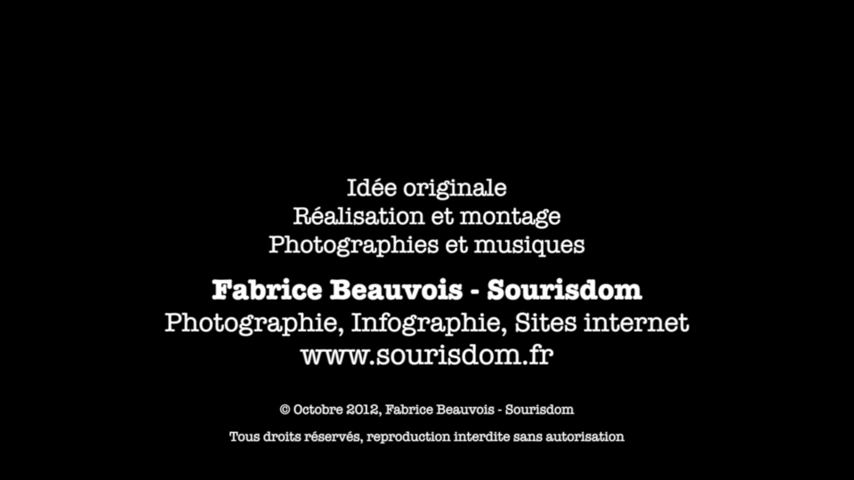 Idée originale
Réalisation et montage
Photographies et musiques
Fabrice Beauvois - Sourisdom
Photographie, Infographie, Sites internet
www.sourisdom.fr
© Octobre 2012, Fabrice Beauvois - Sourisdom
Tous droits réservés, reproduction interdite sans autorisation